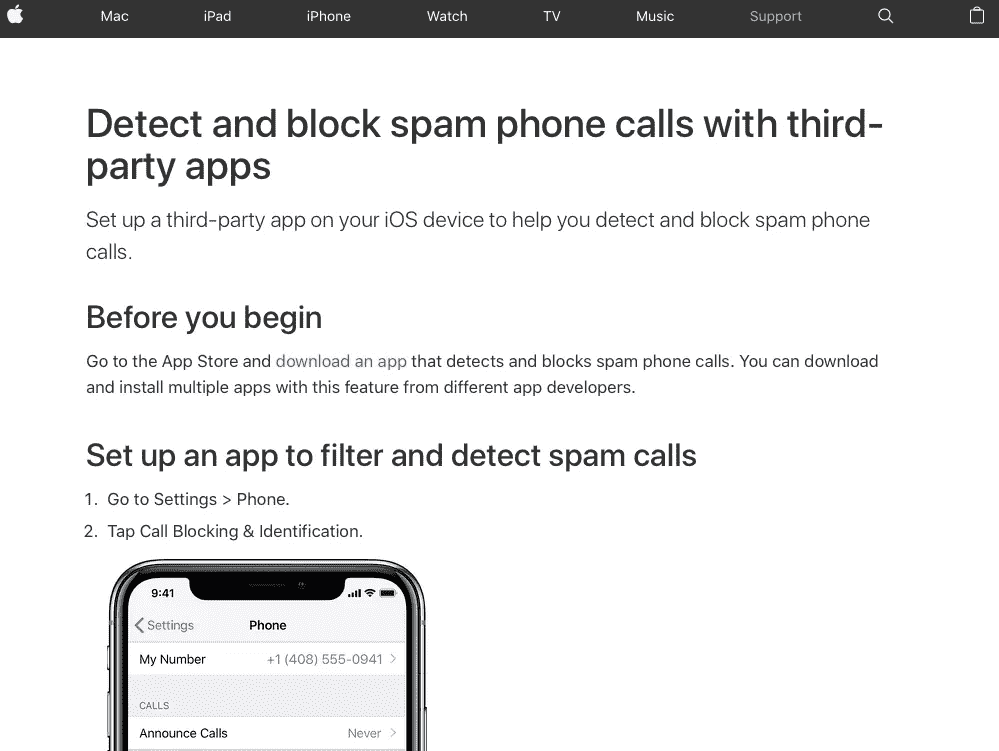 Mac iPad iPhone Watch TV Music Support
Detect and block spam phone calls with third-
party apps
Set up a third-party app on your iOS device to help you detect and block spam phone
calls.
Before you begin
Go to the App Store and download an app that detects and blocks spam phone calls. You can download
and install multiple apps with this feature from different app developers.
Set up an app to filter and detect spam calls
1. Go to Settings > Phone.
2. Tap Call Blocking & Identification.
9:41
Settings Phone
My Number +1 (408) 555-0941
CALLS
Announce Calls Never